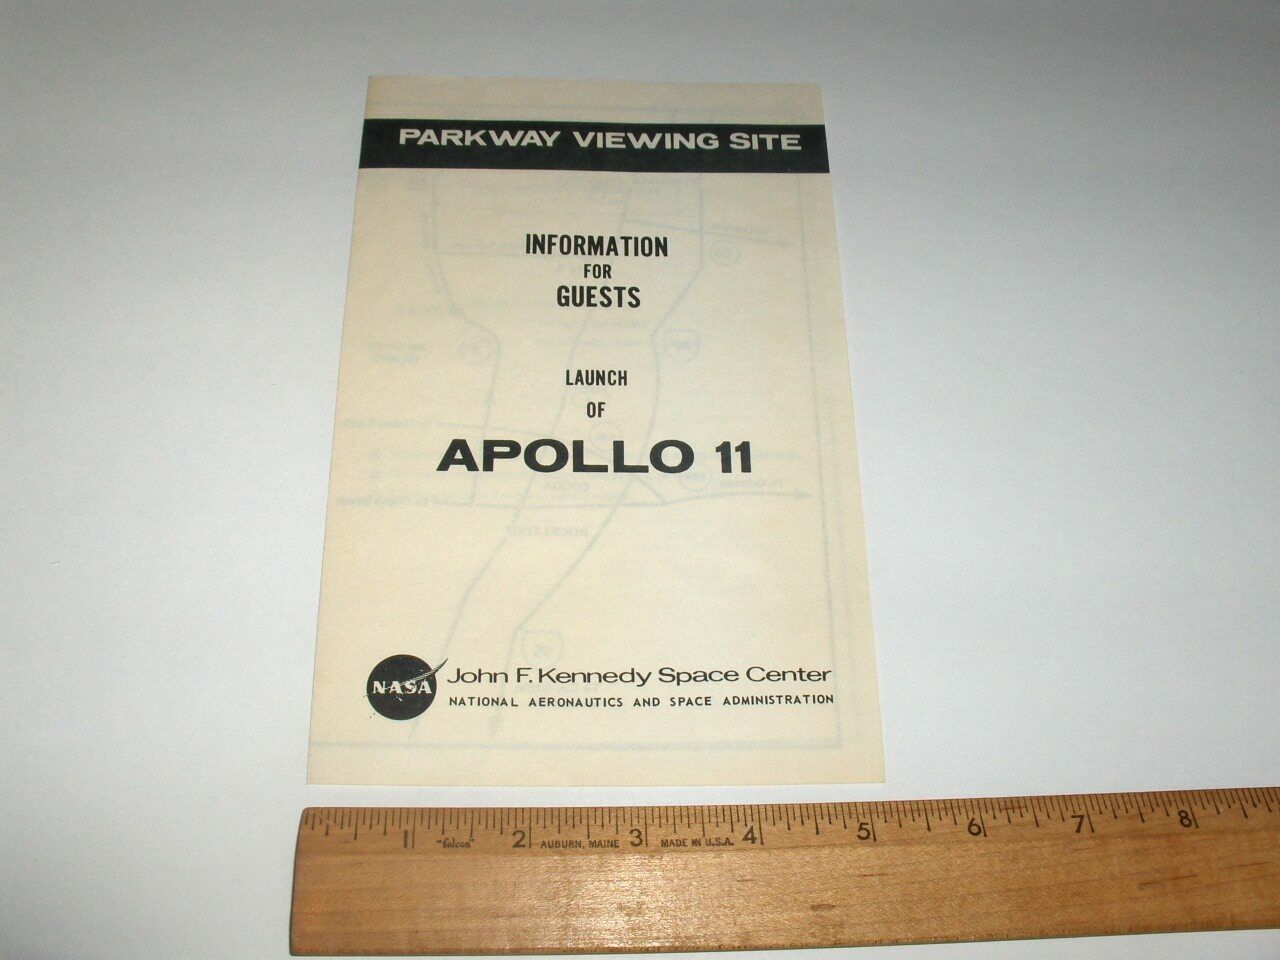 PARKWAY VIEWING SITE
INFORMATION
FOR
GUESTS
LAUNCH
OF
APOLLO 11
NASA
John F. Kennedy Space Center
NATIONAL AERONAUTICS AND SPACE ADMINISTRATION
1 "falcon" 2 AUBURN, MAINE 3 MADE IN U.S.A. 4 5 6 7 8